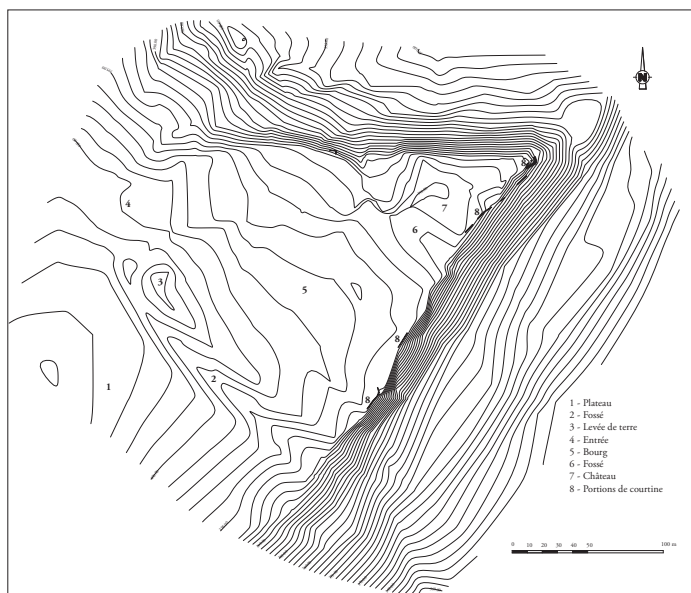 N
8
7
8
4
6
3
5
8
2
1
8
1 - Plateau
2 - Fossé
3 - Levée de terre
4 - Entrée
5 - Bourg
6 - Fossé
7 - Château
8 - Portions de courtine
0 10 20 30 40 50 100 m